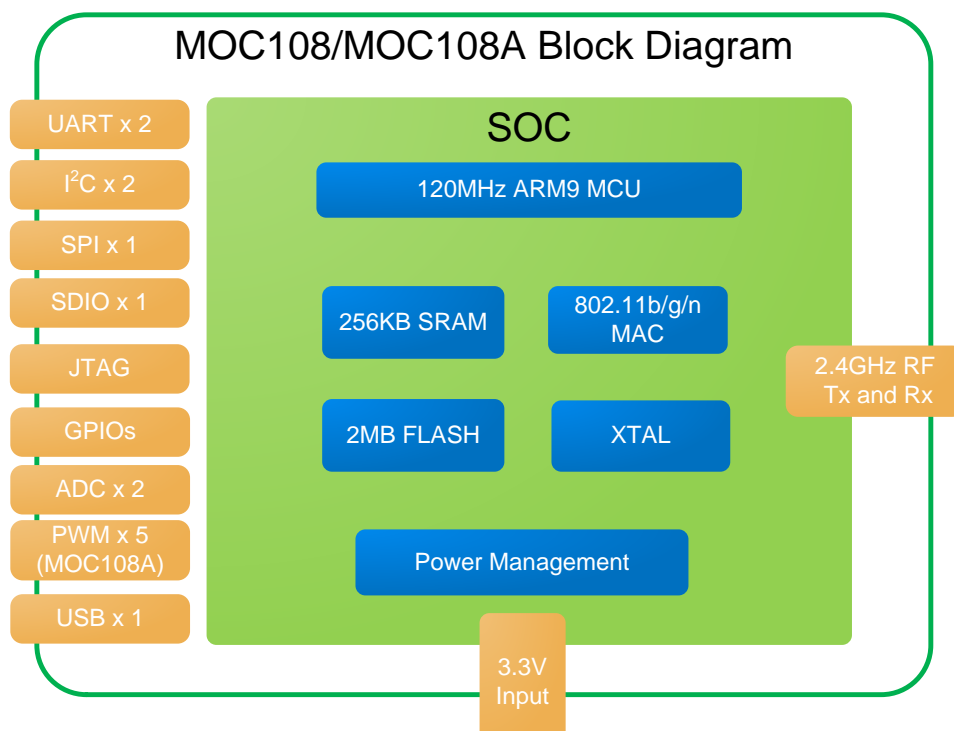 MOC108/MOC108A Block Diagram
UART x 2
I²C x 2
SPI x 1
SDIO x 1
JTAG
GPIOs
ADC x 2
PWM x 5
(MOC108A)
USB x 1
SOC
120MHz ARM9 MCU
256KB SRAM
802.11b/g/n
MAC
2MB FLASH
XTAL
Power Management
2.4GHz RF
Tx and Rx
3.3V
Input